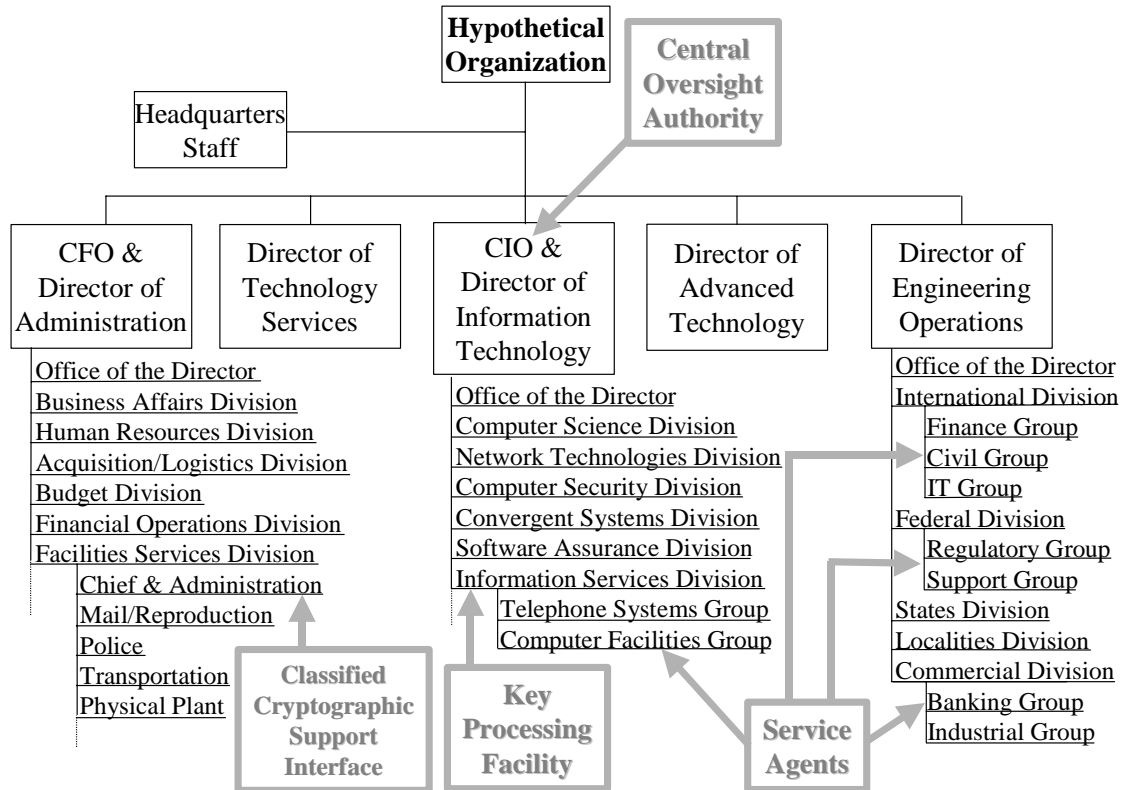 Hypothetical
Organization
Central
Oversight
Authority
Headquarters
Staff
CFO &
Director of
Administration
Director of
Technology
Services
CIO &
Director of
Information
Technology
Director of
Advanced
Technology
Director of
Engineering
Operations
Office of the Director
Business Affairs Division
Human Resources Division
Acquisition/Logistics Division
Budget Division
Financial Operations Division
Facilities Services Division
Chief & Administration
Mail/Reproduction
Police
Transportation
Physical Plant
Classified
Cryptographic
Support
Interface
Office of the Director
Computer Science Division
Network Technologies Division
Computer Security Division
Convergent Systems Division
Software Assurance Division
Information Services Division
Telephone Systems Group
Computer Facilities Group
Key
Processing
Facility
Office of the Director
International Division
Finance Group
Civil Group
IT Group
Federal Division
Regulatory Group
Support Group
States Division
Localities Division
Commercial Division
Banking Group
Industrial Group
Service
Agents